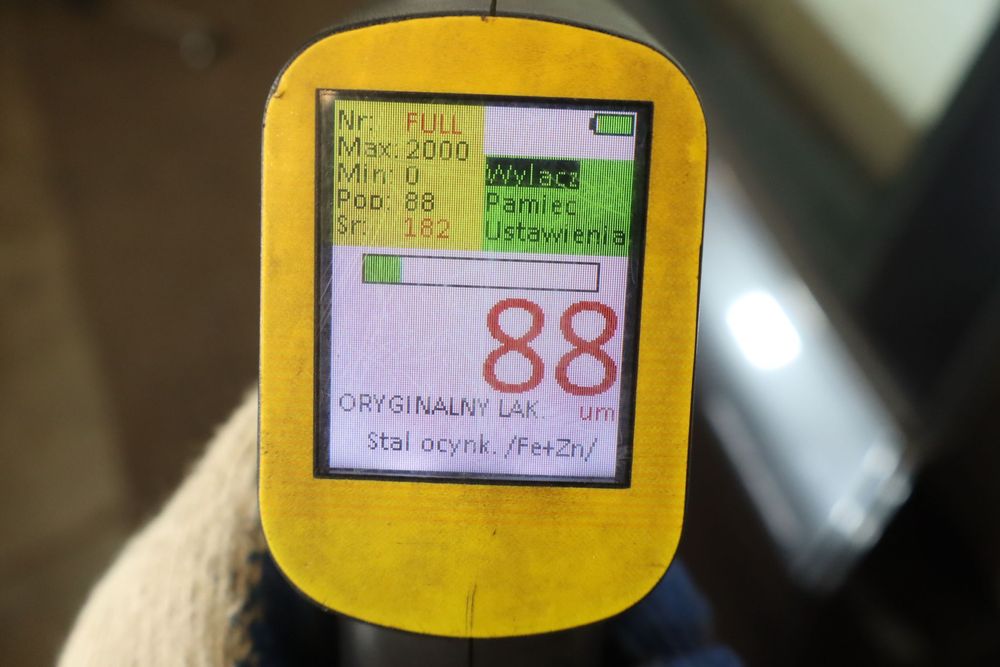 Nr: FULL
Max: 2000
Min: 0
Pop: 88
Sr: 182
Wylacz
Pamiec
Ustawienia
88
ORYGINALNY LAK. um
Stal ocynk. /Fe+Zn/